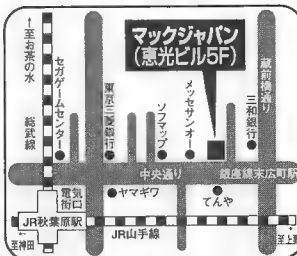 マックジャパン
(恵光ビル5F)
至お茶の水
総武線
セガゲームセンター
東京三菱銀行
ソフマップ
メッセサンオー
三和銀行
蔵前橋通り
中央通り
銀座線末広町駅
電気
街口
ヤマギワ
てんや
JR秋葉原駅
JR山手線
至神田
至上野